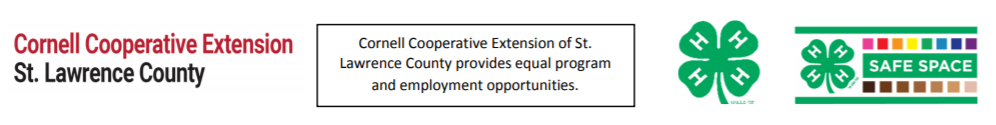 Cornell Cooperative Extension
St. Lawrence County
Cornell Cooperative Extension of St.
Lawrence County provides equal program
and employment opportunities.
H H
H H
H H
H H
SAFE SPACE